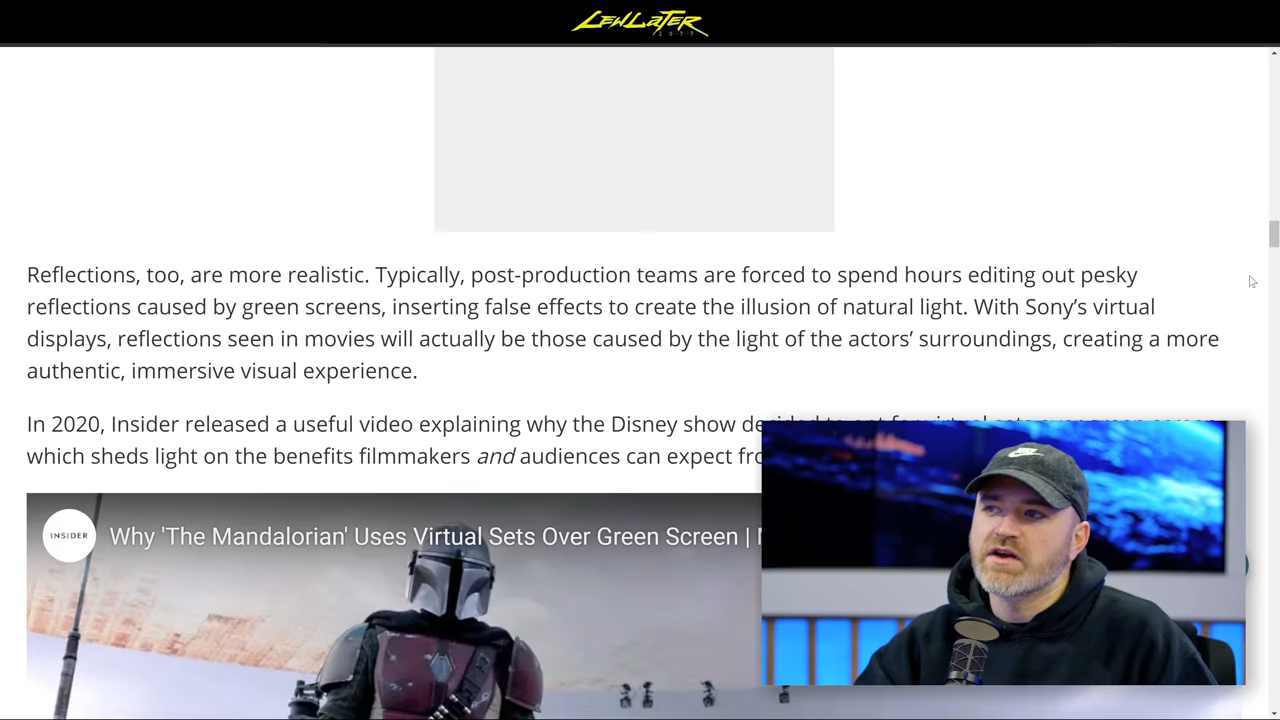 LEWLATER
2077
Reflections, too, are more realistic. Typically, post-production teams are forced to spend hours editing out pesky
reflections caused by green screens, inserting false effects to create the illusion of natural light. With Sony’s virtual
displays, reflections seen in movies will actually be those caused by the light of the actors’ surroundings, creating a more
authentic, immersive visual experience.
In 2020, Insider released a useful video explaining why the Disney show
which sheds light on the benefits filmmakers and audiences can expect
INSIDER
Why 'The Mandalorian' Uses Virtual Sets Over Green Screen |